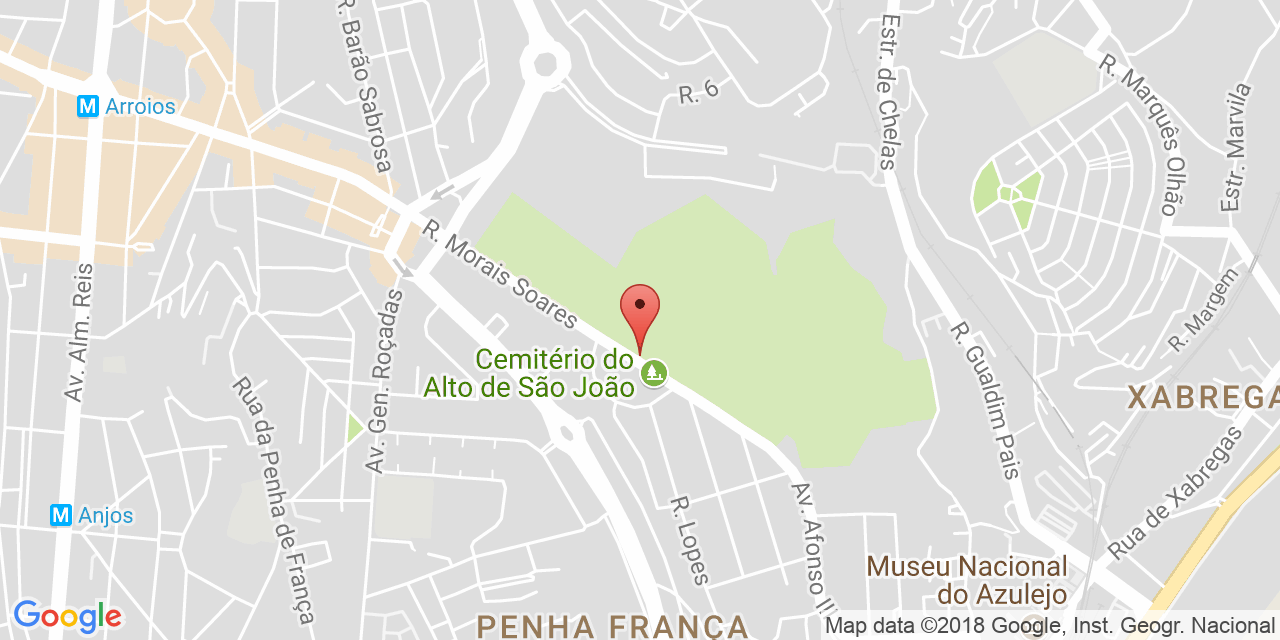 R. Barão Sabrosa
R. 6
Estr. de Chelas
R. Marquês Olhão
Estr. Marvila
M Arroios
R. Morais Soares
Av. Alm. Reis
Av. Gen. Roçadas
R. Margem
R. Gualdim Pais
Cemitério do
Alto de São João
XABREGA
Rua da Penha de França
Rua de Xabregas
M Anjos
R. Lopes
Av. Afonso II
Museu Nacional
do Azulejo
Google
PENHA FRANÇA
Map data ©2018 Google, Inst. Geogr. Nacional